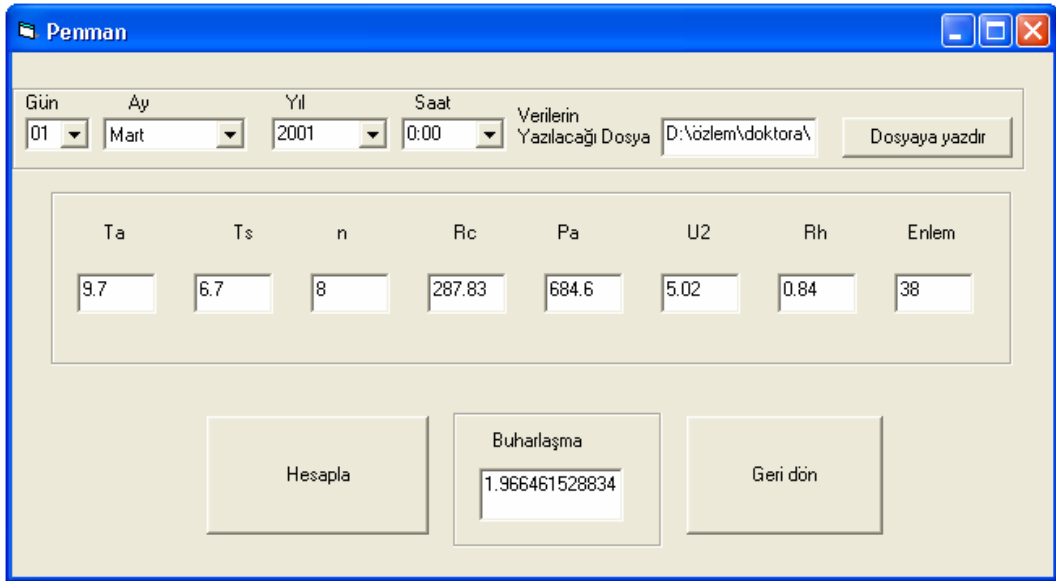 Penman
Gün Ay Yıl Saat
Verilerin
Yazılacağı Dosya
01 Mart 2001 0:00 D:\özlem\doktora\ Dosyaya yazdır
Ta Ts n Rc Pa U2 Rh Enlem
9.7 6.7 8 287.83 684.6 5.02 0.84 38
Buharlaşma
Hesapla 1.966461528834 Geri dön